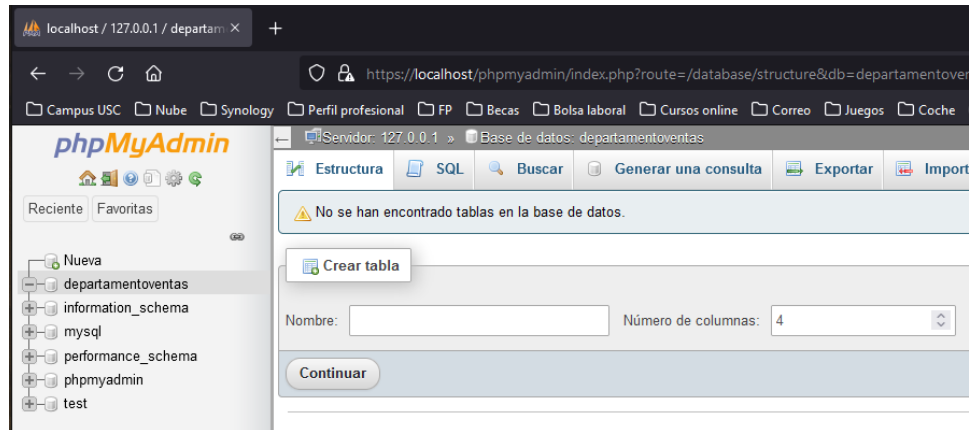 localhost / 127.0.0.1 / departam
https://localhost/phpmyadmin/index.php?route=/database/structure&db=departamentoven
Campus USC Nube Synology Perfil profesional FP Becas Bolsa laboral Cursos online Correo Juegos Coche
phpMyAdmin
Reciente Favoritas
Nueva
departamentoventas
information_schema
mysql
performance_schema
phpmyadmin
test
Servidor: 127.0.0.1 » Base de datos: departamentoventas
Estructura SQL Buscar Generar una consulta Exportar Import
No se han encontrado tablas en la base de datos.
Crear tabla
Nombre: Número de columnas: 4
Continuar